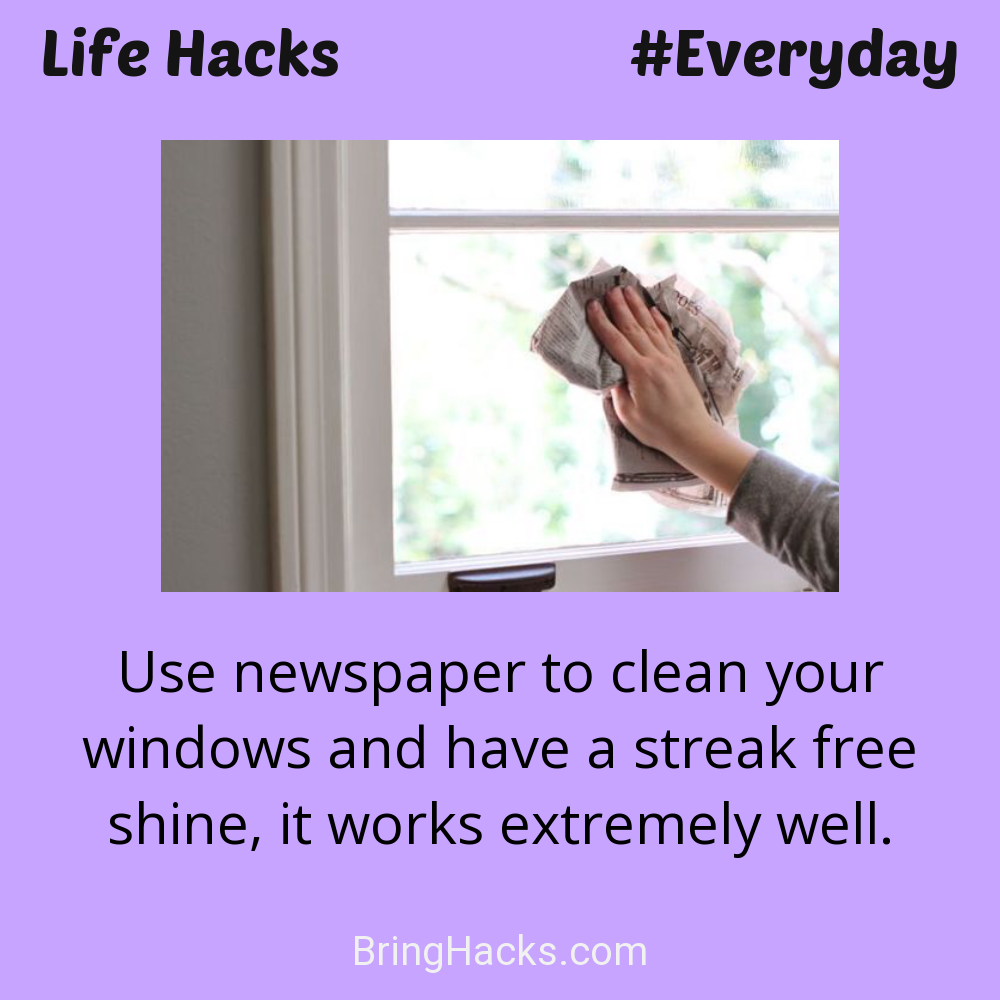 Life Hacks
#Everyday
Use newspaper to clean your
windows and have a streak free
shine, it works extremely well.
BringHacks.com